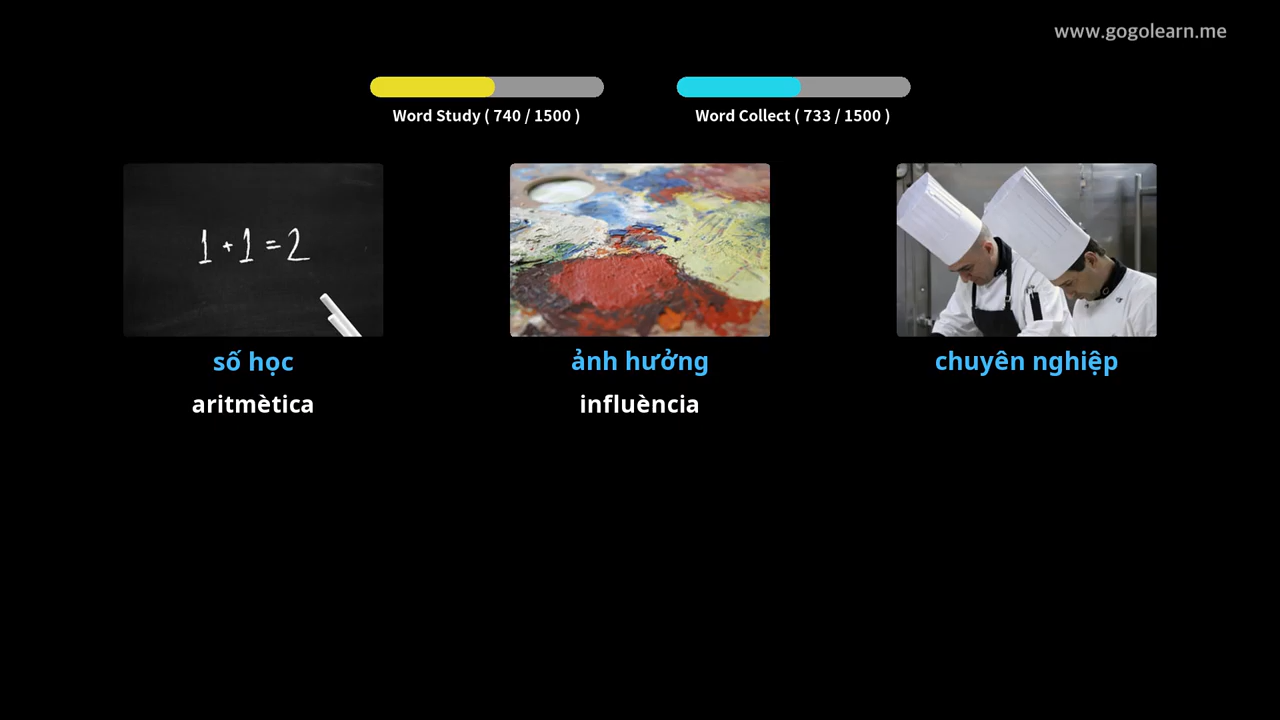 www.gogolearn.me
Word Study ( 740 / 1500 )
Word Collect ( 733 / 1500 )
1 + 1 = 2
số học
ảnh hưởng
chuyên nghiệp
aritmètica
influència